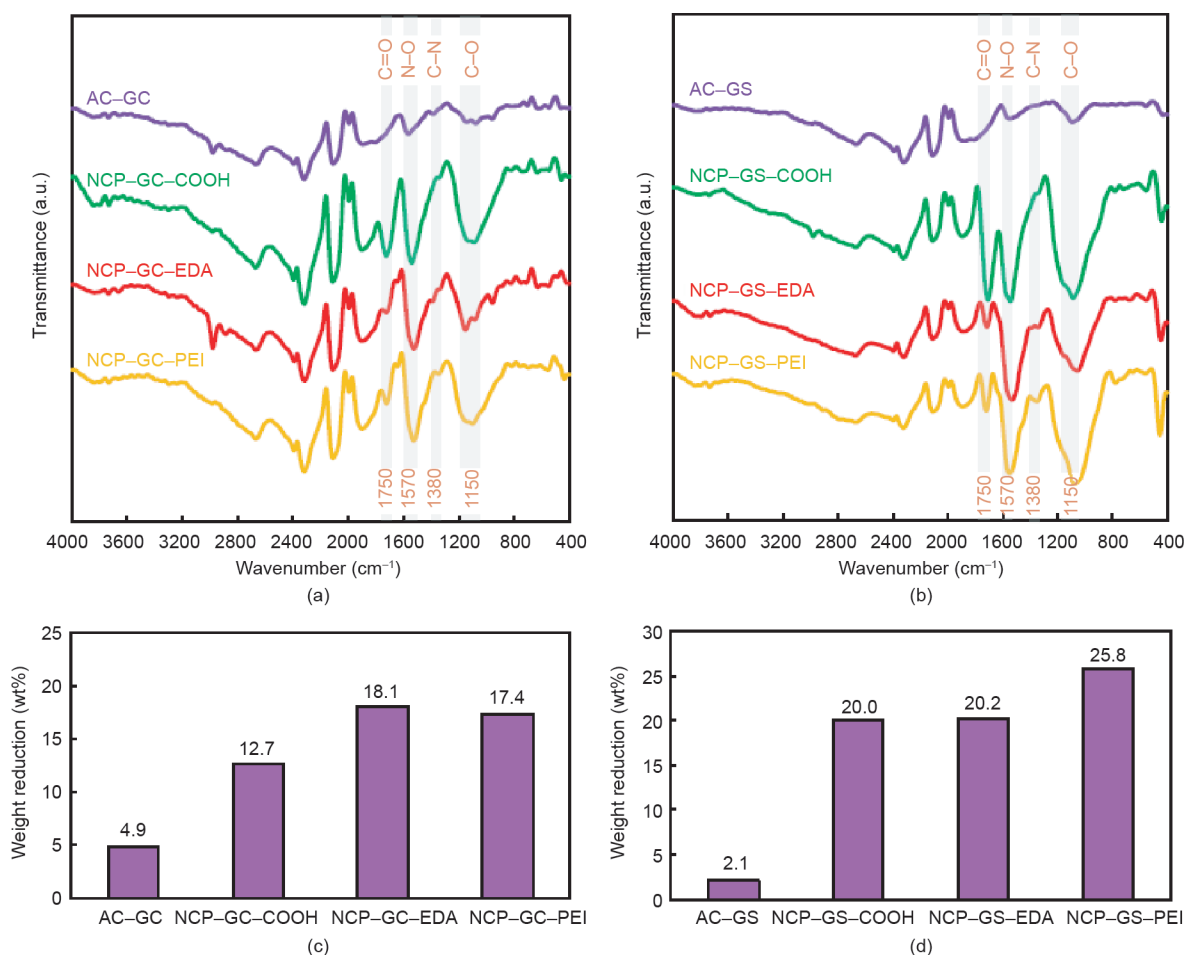 C=O
N–O
C–N
C–O
AC–GC
NCP–GC–COOH
NCP–GC–EDA
NCP–GC–PEI
1750
1570
1380
1150
Transmittance (a.u.)
4000 3600 3200 2800 2400 2000 1600 1200 800 400
Wavenumber (cm⁻¹)
(a)
C=O
N–O
C–N
C–O
AC–GS
NCP–GS–COOH
NCP–GS–EDA
NCP–GS–PEI
1750
1570
1380
1150
Transmittance (a.u.)
4000 3600 3200 2800 2400 2000 1600 1200 800 400
Wavenumber (cm⁻¹)
(b)
Weight reduction (wt%)
25
20
15
10
5
0
4.9
12.7
18.1
17.4
AC–GC NCP–GC–COOH NCP–GC–EDA NCP–GC–PEI
(c)
Weight reduction (wt%)
30
25
20
15
10
5
0
2.1
20.0
20.2
25.8
AC–GS NCP–GS–COOH NCP–GS–EDA NCP–GS–PEI
(d)